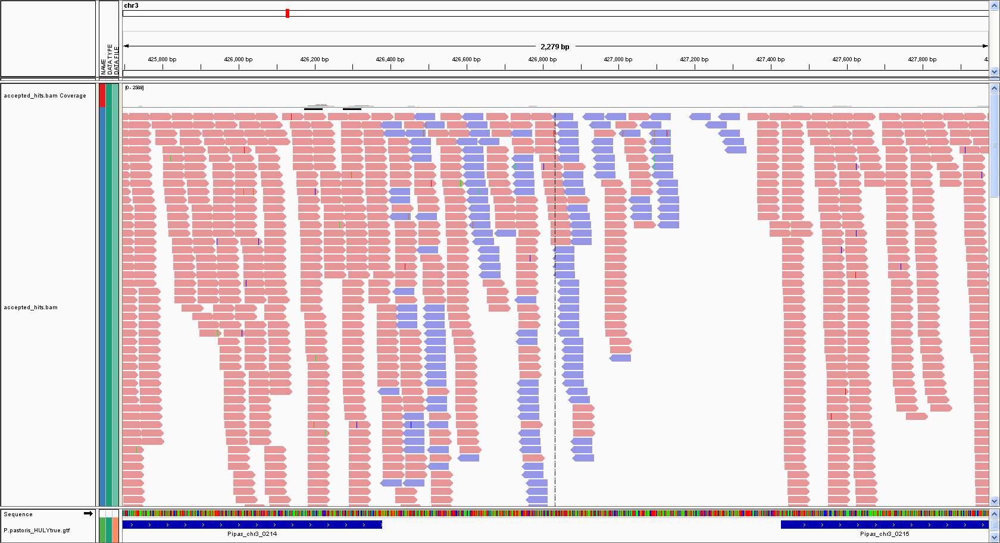 chr3
2,279 bp
425,800 bp 426,000 bp 426,200 bp 426,400 bp 426,600 bp 426,800 bp 427,000 bp 427,200 bp 427,400 bp 427,600 bp 427,800 bp
NAME
DATA TYPE
DATA FILE
[0 - 2568]
accepted_hits.bam Coverage
accepted_hits.bam
Sequence
P.pastoris_HULYtrue.gtf
Pipas_chr3_0214 Pipas_chr3_0215